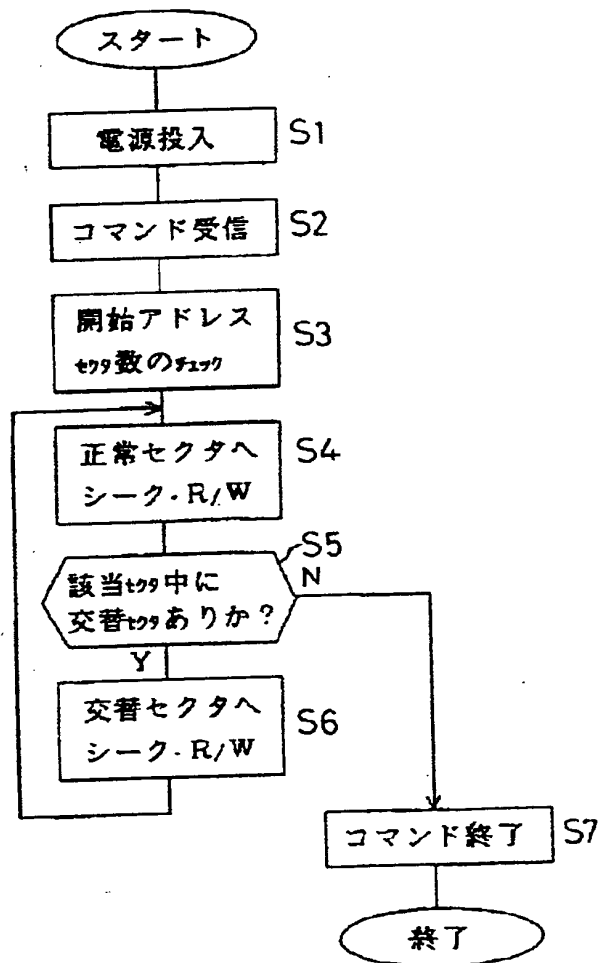 スタート
電源投入 S1
コマンド受信 S2
開始アドレス
セクタ数のチェック S3
正常セクタへ S4
シーク・R/W
S5
該当セクタ中に N
交替セクタありか?
Y
交替セクタへ S6
シーク・R/W
コマンド終了 S7
終了